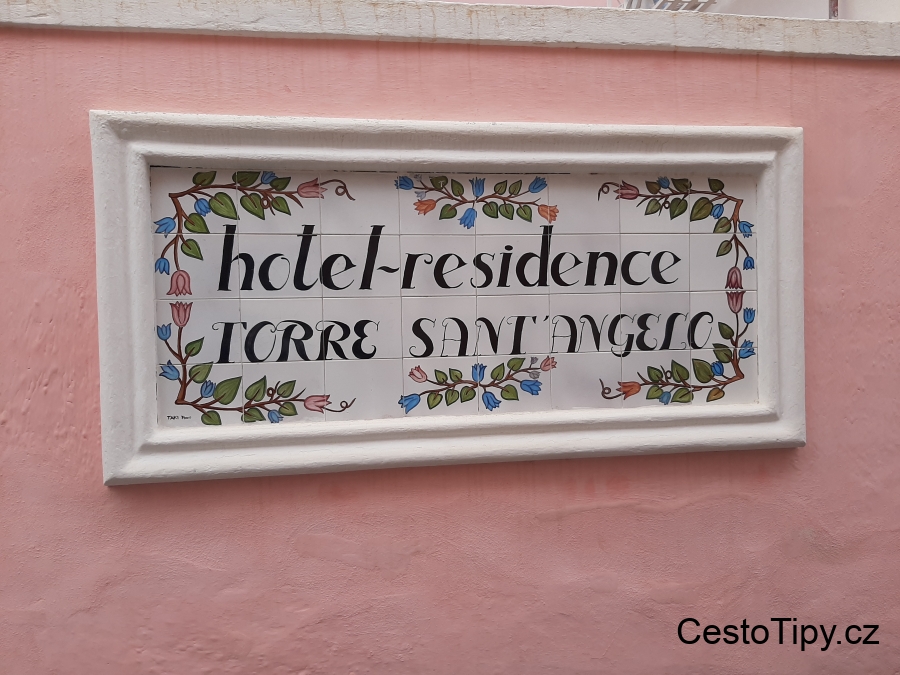 hotel-residence
TORRE SANT'ANGELO
CestoTipy.cz